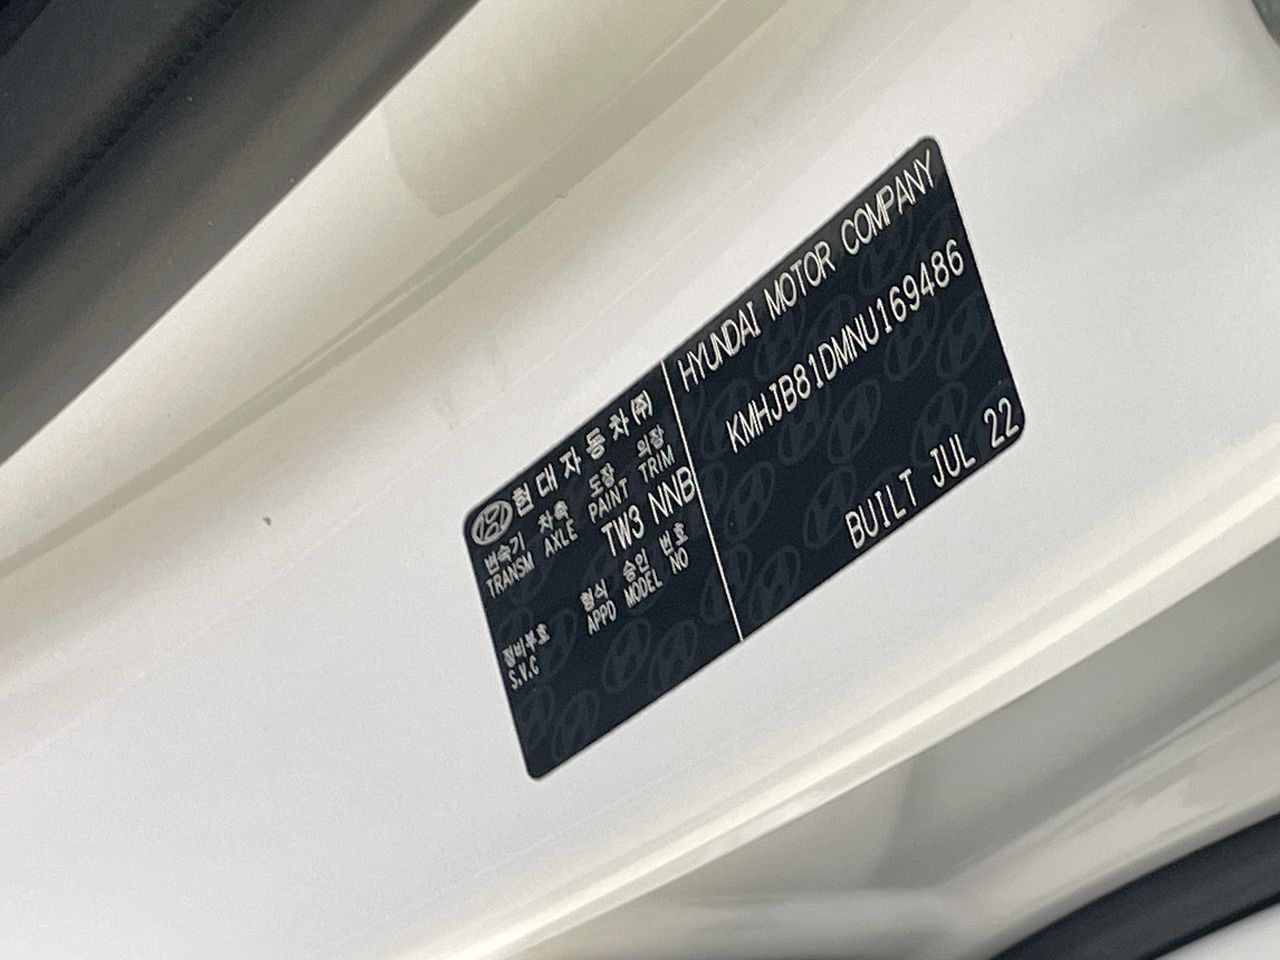 현대자동차㈜
변속기 차축 도장 의장
TRANSM AXLE PAINT TRIM
TW3 NNB
형식 승인 번호
APPD MODEL NO
정비부호
S.V.C
HYUNDAI MOTOR COMPANY
KMHJB81DMNU169486
BUILT JUL 22